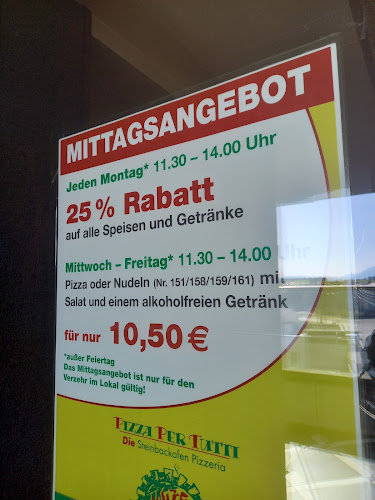 MITTAGSANGEBOT
Jeden Montag* 11.30 – 14.00 Uhr
25 % Rabatt
auf alle Speisen und Getränke
Mittwoch – Freitag* 11.30 – 14.00 Uhr
Pizza oder Nudeln (Nr. 151/158/159/161) mit
Salat und einem alkoholfreien Getränk
für nur 10,50 €
*außer Feiertag
Das Mittagsangebot ist nur für den
Verzehr im Lokal gültig!
PIZZA PER TUTTI
Die Steinbackofen Pizzeria